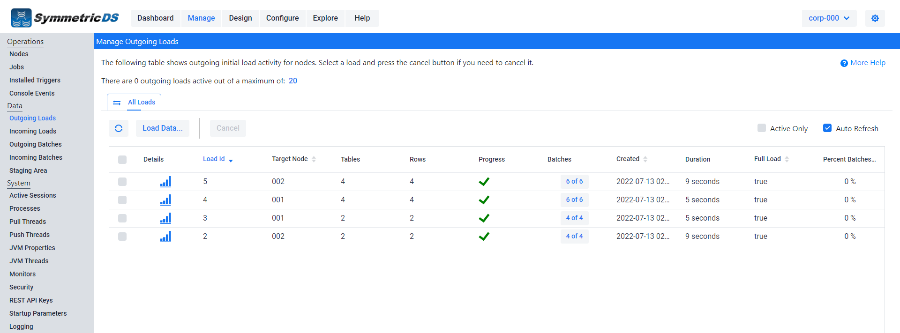 SymmetricDS
Dashboard Manage Design Configure Explore Help
corp-000
Operations
Nodes
Jobs
Installed Triggers
Console Events
Data
Outgoing Loads
Incoming Loads
Outgoing Batches
Incoming Batches
Staging Area
System
Active Sessions
Processes
Pull Threads
Push Threads
JVM Properties
JVM Threads
Monitors
Security
REST API Keys
Startup Parameters
Logging
Manage Outgoing Loads
The following table shows outgoing initial load activity for nodes. Select a load and press the cancel button if you need to cancel it.
More Help
There are 0 outgoing loads active out of a maximum of: 20
All Loads
Load Data... Cancel
Active Only Auto Refresh
Details Load Id Target Node Tables Rows Progress Batches Created Duration Full Load Percent Batches...
5 002 4 4 6 of 6 2022-07-13 02... 9 seconds true 0 %
4 001 4 4 6 of 6 2022-07-13 02... 5 seconds true 0 %
3 001 2 2 4 of 4 2022-07-13 02... 5 seconds true 0 %
2 002 2 2 4 of 4 2022-07-13 02... 9 seconds true 0 %